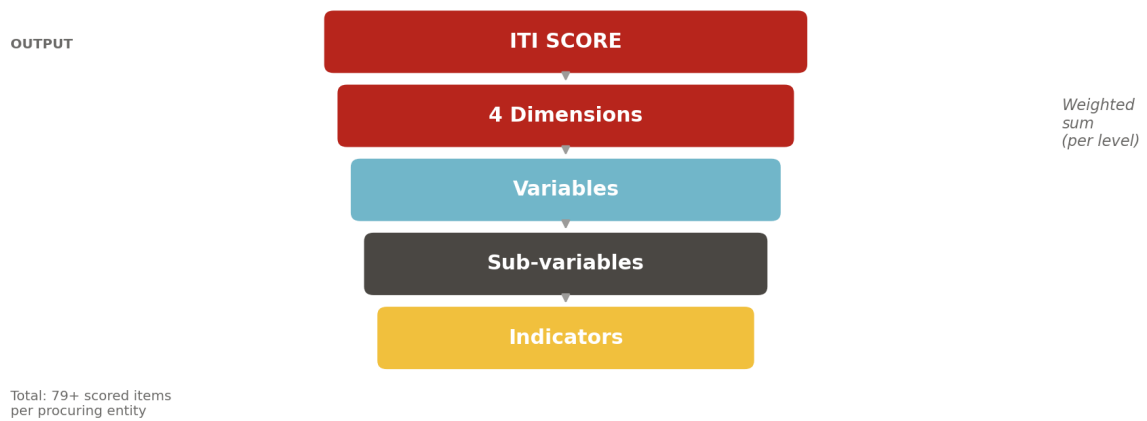 OUTPUT
ITI SCORE
4 Dimensions
Weighted
sum
(per level)
Variables
Sub-variables
Indicators
Total: 79+ scored items
per procuring entity